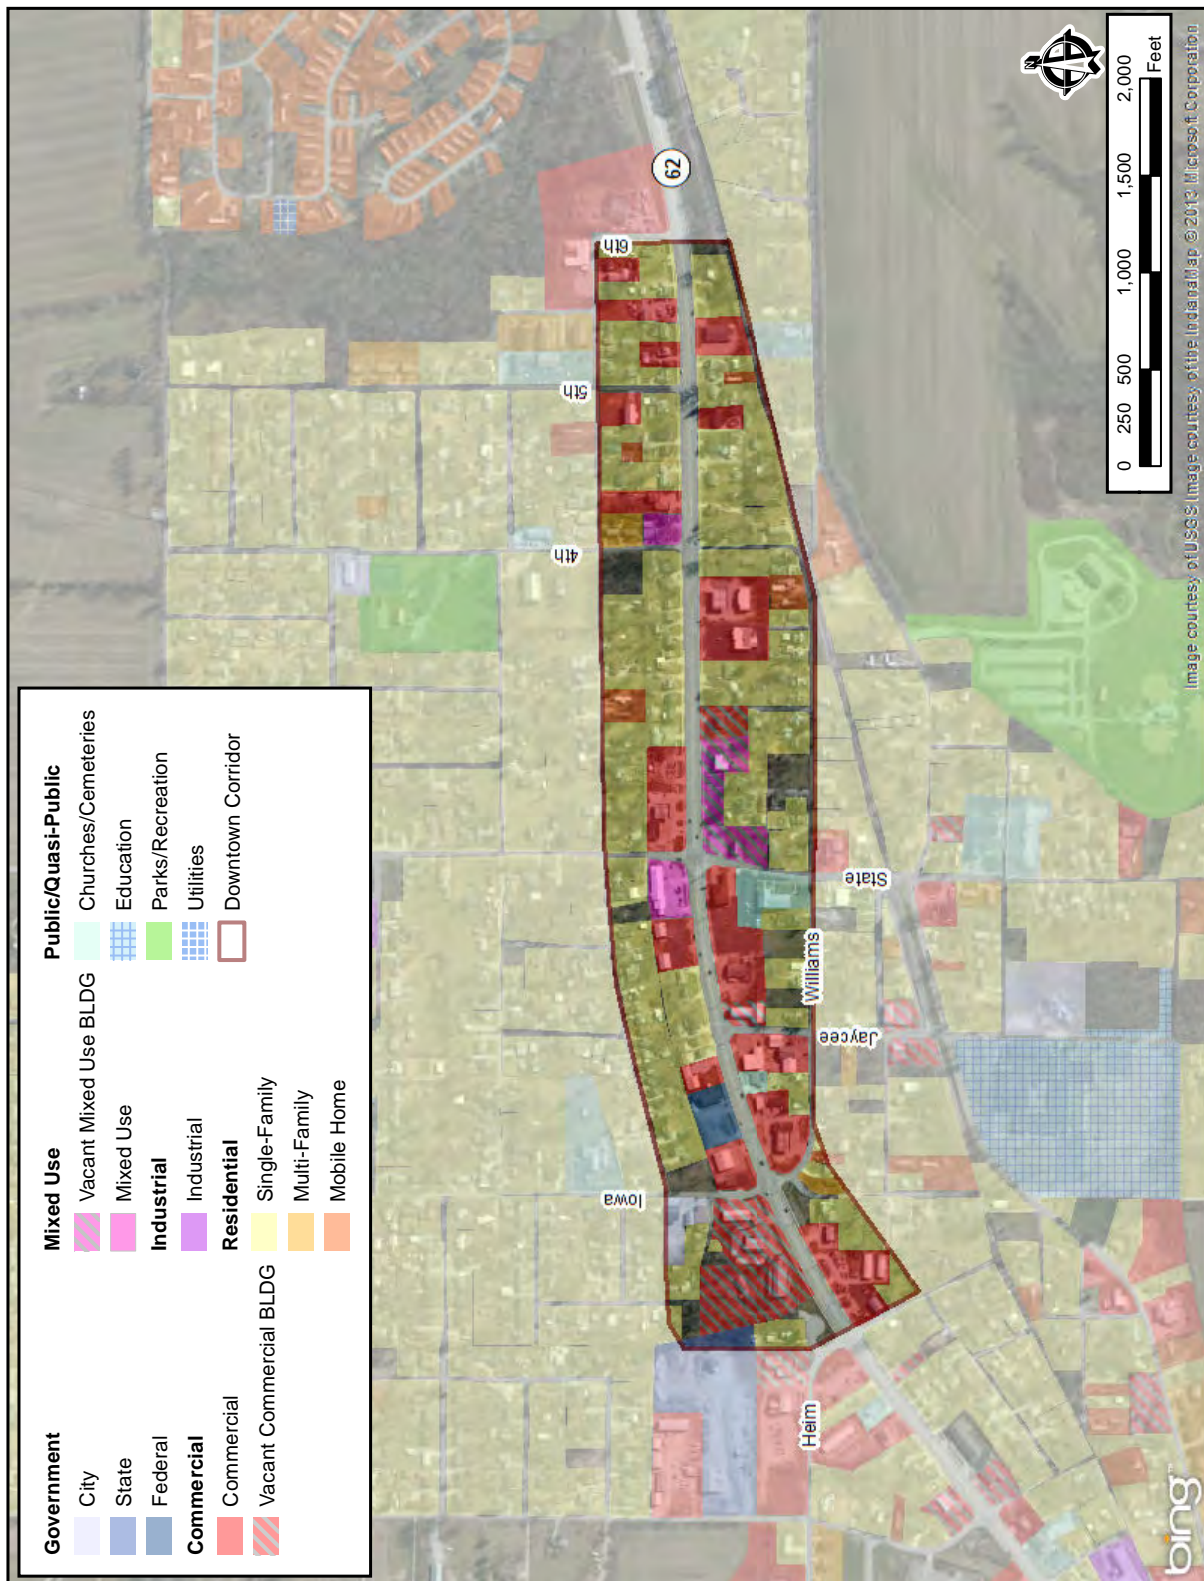 Government
City
State
Federal
Commercial
Commercial
Vacant Commercial BLDG
Mixed Use
Vacant Mixed Use BLDG
Mixed Use
Industrial
Industrial
Residential
Single-Family
Multi-Family
Mobile Home
Public/Quasi-Public
Churches/Cemeteries
Education
Parks/Recreation
Utilities
Downtown Corridor
Iowa
4th
5th
6th
62
Heim
Jaycee
Williams
State
0 250 500 1,000 1,500 2,000
Feet
N
bing™
Image courtesy of USGS Image courtesy of the IndianaMap © 2013 Microsoft Corporation